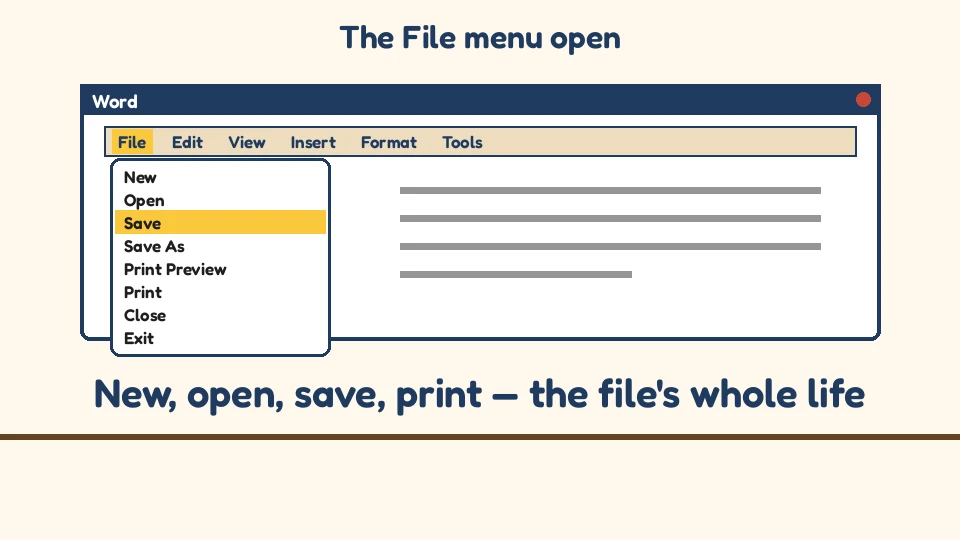 The File menu open
Word
File Edit View Insert Format Tools
New
Open
Save
Save As
Print Preview
Print
Close
Exit
New, open, save, print — the file's whole life